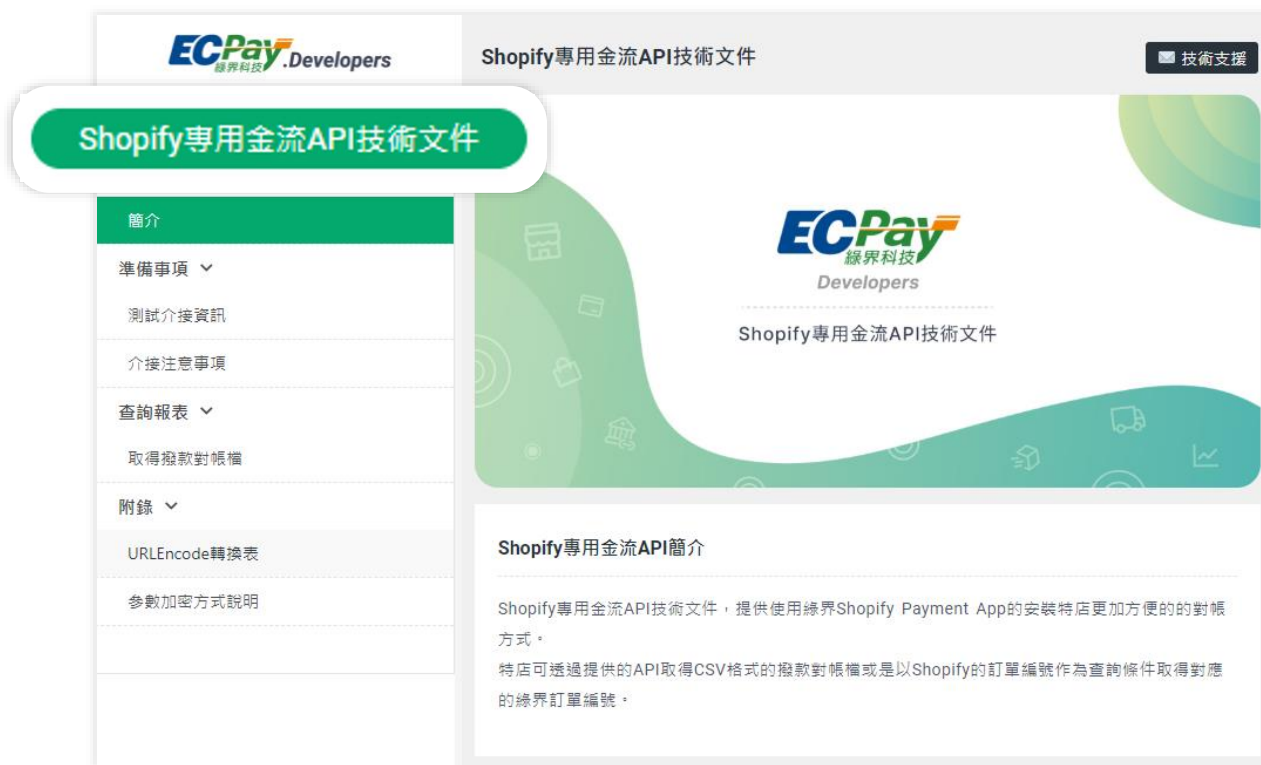 ECPay.Developers
綠界科技
Shopify專用金流API技術文件
技術支援
Shopify專用金流API技術文件
簡介
準備事項
測試介接資訊
介接注意事項
查詢報表
取得撥款對帳檔
附錄
URLEncode轉換表
參數加密方式說明
ECPay
綠界科技
Developers
Shopify專用金流API技術文件
Shopify專用金流API簡介
Shopify專用金流API技術文件，提供使用綠界Shopify Payment App的安裝特店更加方便的的對帳
方式。
特店可透過提供的API取得CSV格式的撥款對帳檔或是以Shopify的訂單編號作為查詢條件取得對應
的綠界訂單編號。